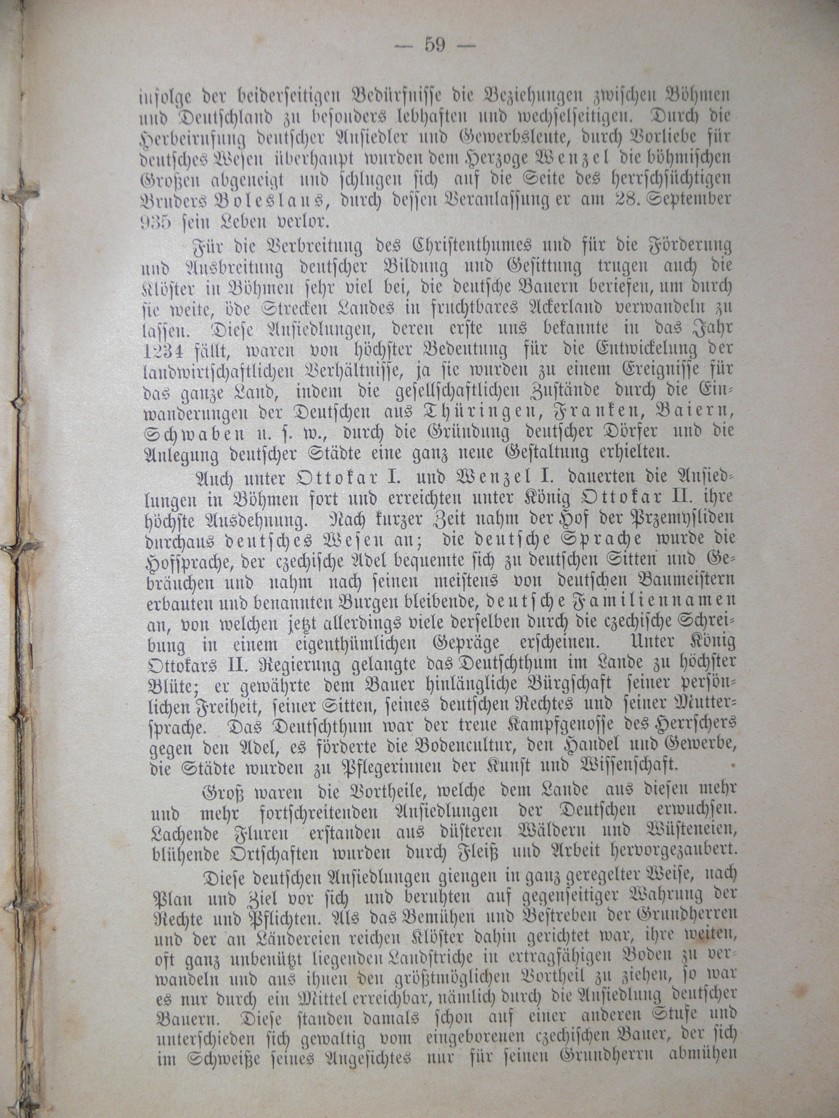 — 59 —
infolge der beiderseitigen Bedürfnisse die Beziehungen zwischen Böhmen
und Deutschland zu besonders lebhaften und wechselseitigen. Durch die
Herbeirufung deutscher Ansiedler und Gewerbsleute, durch Vorliebe für
deutsches Wesen überhaupt wurden dem Herzoge Wenzel die böhmischen
Großen abgeneigt und schlugen sich auf die Seite des herrschsüchtigen
Bruders Boleslaus, durch dessen Veranlassung er am 28. September
935 sein Leben verlor.
Für die Verbreitung des Christenthumes und für die Förderung
und Ausbreitung deutscher Bildung und Gesittung trugen auch die
Klöster in Böhmen sehr viel bei, die deutsche Bauern beriefen, um durch
sie weite, öde Strecken Landes in fruchtbares Ackerland verwandeln zu
lassen. Diese Ansiedlungen, deren erste uns bekannte in das Jahr
1234 fällt, waren von höchster Bedeutung für die Entwickelung der
landwirtschaftlichen Verhältnisse, ja sie wurden zu einem Ereignisse für
das ganze Land, indem die gesellschaftlichen Zustände durch die Ein-
wanderungen der Deutschen aus Thüringen, Franken, Baiern,
Schwaben u. s. w., durch die Gründung deutscher Dörfer und die
Anlegung deutscher Städte eine ganz neue Gestaltung erhielten.
Auch unter Ottokar I. und Wenzel I. dauerten die Ansied-
lungen in Böhmen fort und erreichten unter König Ottokar II. ihre
höchste Ausdehnung. Nach kurzer Zeit nahm der Hof der Przemysliden
durchaus deutsches Wesen an; die deutsche Sprache wurde die
Hofsprache, der czechische Adel bequemte sich zu deutschen Sitten und Ge-
bräuchen und nahm nach seinen meistens von deutschen Baumeistern
erbauten und benannten Burgen bleibende, deutsche Familiennamen
an, von welchen jetzt allerdings viele derselben durch die czechische Schrei-
bung in einem eigenthümlichen Gepräge erscheinen. Unter König
Ottokars II. Regierung gelangte das Deutschthum im Lande zu höchster
Blüte; er gewährte dem Bauer hinlängliche Bürgschaft seiner persön-
lichen Freiheit, seiner Sitten, seines deutschen Rechtes und seiner Mutter-
sprache. Das Deutschthum war der treue Kampfgenosse des Herrschers
gegen den Adel, es förderte die Bodencultur, den Handel und Gewerbe,
die Städte wurden zu Pflegerinnen der Kunst und Wissenschaft.
Groß waren die Vortheile, welche dem Lande aus diesen mehr
und mehr fortschreitenden Ansiedlungen der Deutschen erwuchsen.
Lachende Fluren erstanden aus düsteren Wäldern und Wüsteneien,
blühende Ortschaften wurden durch Fleiß und Arbeit hervorgezaubert.
Diese deutschen Ansiedlungen giengen in ganz geregelter Weise, nach
Plan und Ziel vor sich und beruhten auf gegenseitiger Wahrung der
Rechte und Pflichten. Als das Bemühen und Bestreben der Grundherren
und der an Ländereien reichen Klöster dahin gerichtet war, ihre weiten,
oft ganz unbenützt liegenden Landstriche in ertragfähigen Boden zu ver-
wandeln und aus ihnen den größtmöglichen Vortheil zu ziehen, so war
es nur durch ein Mittel erreichbar, nämlich durch die Ansiedlung deutscher
Bauern. Diese standen damals schon auf einer anderen Stufe und
unterschieden sich gewaltig vom eingeborenen czechischen Bauer, der sich
im Schweiße seines Angesichtes nur für seinen Grundherrn abmühen